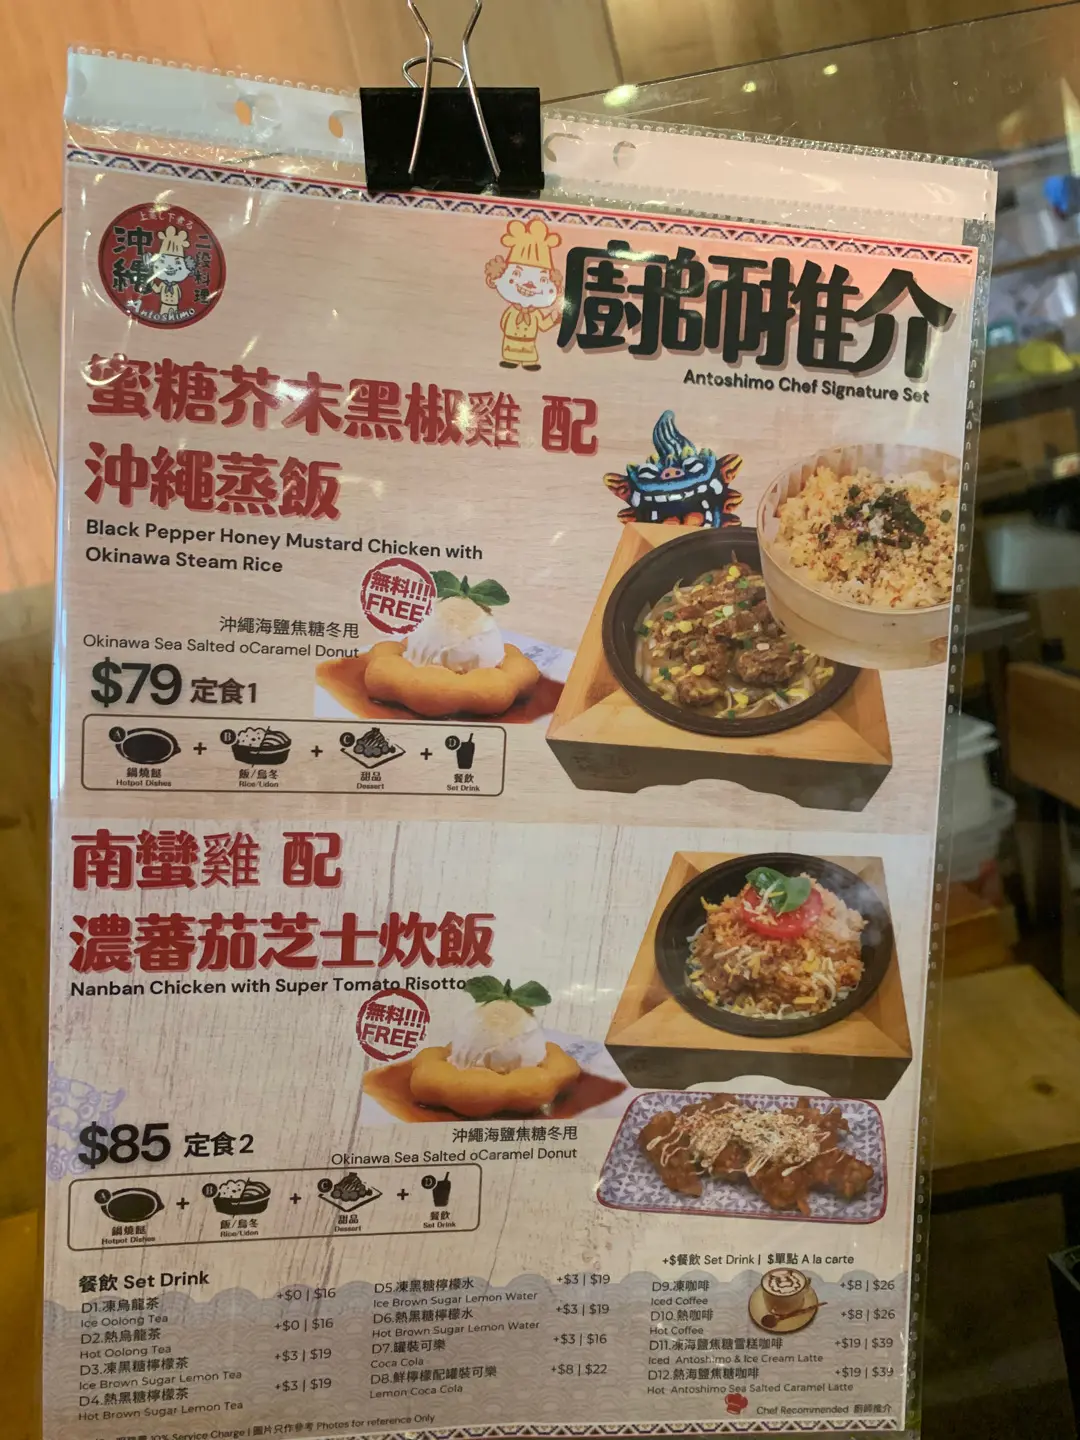 上蒸し下煮る
沖繩
二段料理
Antoshimo
廚師推介
Antoshimo Chef Signature Set
蜜糖芥末黑椒雞 配
沖繩蒸飯
Black Pepper Honey Mustard Chicken with
Okinawa Steam Rice
無料!!!
FREE
沖繩海鹽焦糖冬甩
Okinawa Sea Salted oCaramel Donut
$79 定食1
A + B + C + D
鍋燒餸 飯/烏冬 甜品 餐飲
Hotpot Dishes Rice/Udon Dessert Set Drink
南蠻雞 配
濃蕃茄芝士炊飯
Nanban Chicken with Super Tomato Risotto
無料!!!
FREE
沖繩海鹽焦糖冬甩
Okinawa Sea Salted oCaramel Donut
$85 定食2
A + B + C + D
鍋燒餸 飯/烏冬 甜品 餐飲
Hotpot Dishes Rice/Udon Dessert Set Drink
+$餐飲 Set Drink | $單點 A la carte
餐飲 Set Drink
D1.凍烏龍茶 +$0 | $16
Ice Oolong Tea
D2.熱烏龍茶 +$0 | $16
Hot Oolong Tea
D3.凍黑糖檸檬茶 +$3 | $19
Ice Brown Sugar Lemon Tea
D4.熱黑糖檸檬茶 +$3 | $19
Hot Brown Sugar Lemon Tea
D5.凍黑糖檸檬水 +$3 | $19
Ice Brown Sugar Lemon Water
D6.熱黑糖檸檬水 +$3 | $19
Hot Brown Sugar Lemon Water
D7.罐裝可樂 +$3 | $16
Coca Cola
D8.鮮檸檬配罐裝可樂 +$8 | $22
Lemon Coca Cola
D9.凍咖啡 +$8 | $26
Iced Coffee
D10.熱咖啡 +$8 | $26
Hot Coffee
D11.凍海鹽焦糖雪糕咖啡 +$19 | $39
Iced Antoshimo & Ice Cream Latte
D12.熱海鹽焦糖咖啡 +$19 | $39
Hot Antoshimo Sea Salted Caramel Latte
Chef Recommended 廚師推介
10% Service Charge | 圖片只作參考 Photos for reference Only